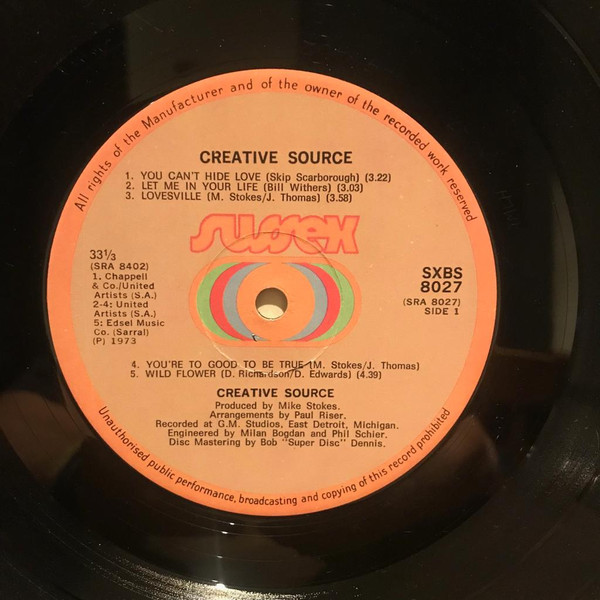 All rights of the Manufacturer and of the owner of the recorded work reserved
CREATIVE SOURCE
1. YOU CAN'T HIDE LOVE (Skip Scarborough) (3.22)
2. LET ME IN YOUR LIFE (Bill Withers) (3.03)
3. LOVESVILLE (M. Stokes/J. Thomas) (3.58)
sussex
33⅓
(SRA 8402)
1. Chappell
& Co./United
Artists (S.A.)
2-4: United
Artists (S.A.)
5: Edsel Music
Co. (Sarral)
(P) 1973
SXBS
8027
(SRA 8027)
SIDE 1
4. YOU'RE TO GOOD TO BE TRUE (M. Stokes/J. Thomas)
5. WILD FLOWER (D. Richardson/D. Edwards) (4.39)
CREATIVE SOURCE
Produced by Mike Stokes.
Arrangements by Paul Riser.
Recorded at G.M. Studios, East Detroit, Michigan.
Engineered by Milan Bogdan and Phil Schier.
Disc Mastering by Bob "Super Disc" Dennis.
Unauthorised public performance, broadcasting and copying of this record prohibited